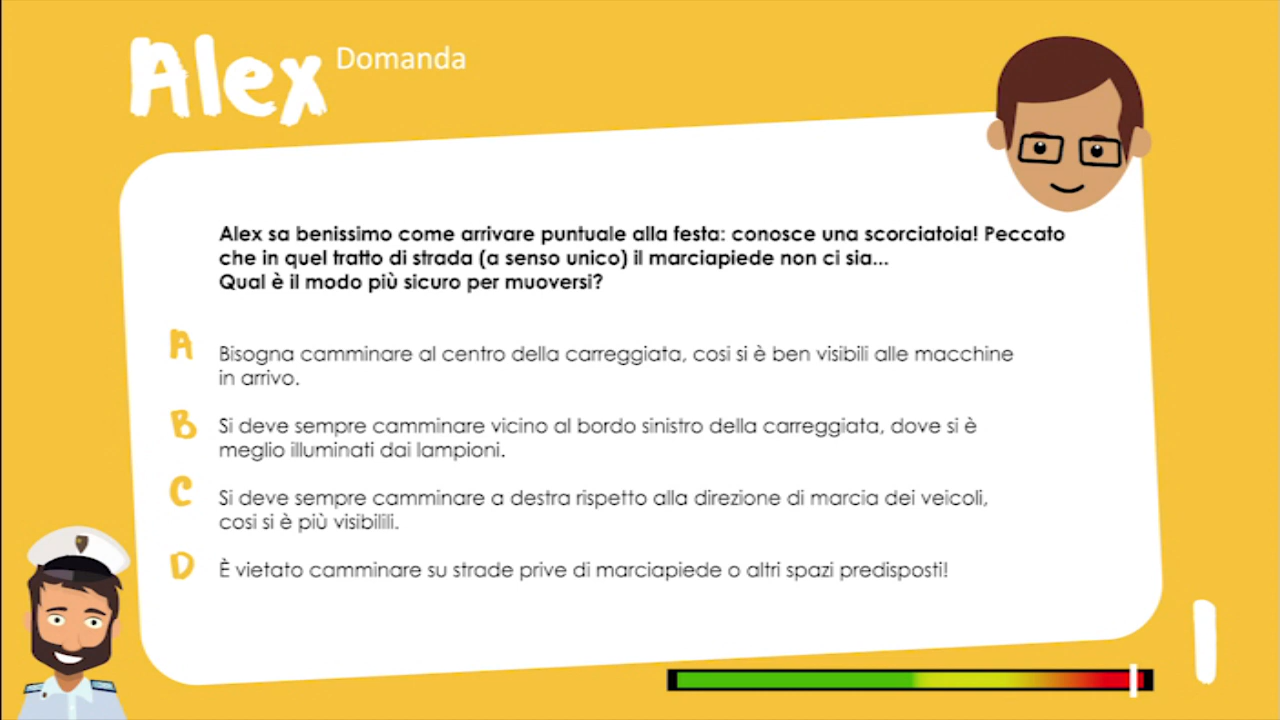 Alex Domanda
Alex sa benissimo come arrivare puntuale alla festa: conosce una scorciatoia! Peccato
che in quel tratto di strada (a senso unico) il marciapiede non ci sia...
Qual è il modo più sicuro per muoversi?
A Bisogna camminare al centro della carreggiata, cosi si è ben visibili alle macchine
in arrivo.
B Si deve sempre camminare vicino al bordo sinistro della carreggiata, dove si è
meglio illuminati dai lampioni.
C Si deve sempre camminare a destra rispetto alla direzione di marcia dei veicoli,
cosi si è più visibilili.
D È vietato camminare su strade prive di marciapiede o altri spazi predisposti!
1